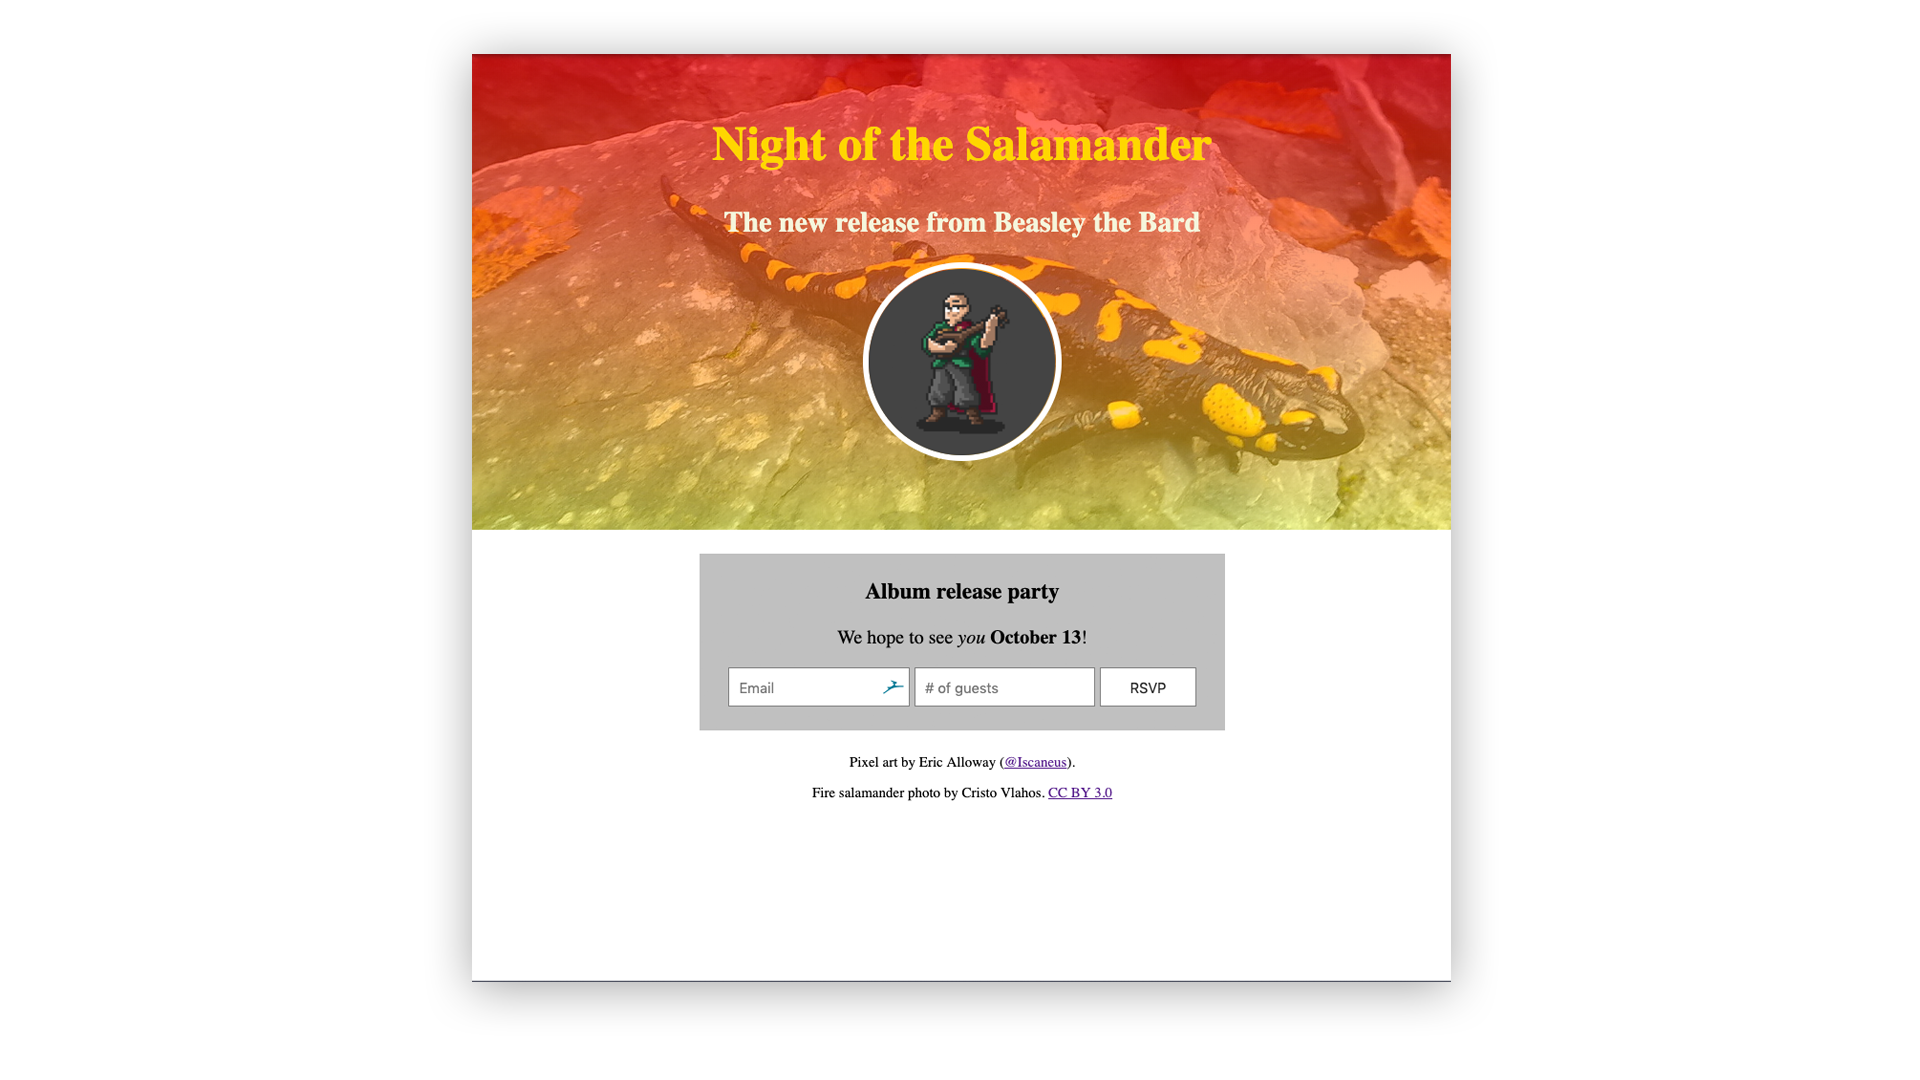 Night of the Salamander
The new release from Beasley the Bard
Album release party
We hope to see you October 13!
Email # of guests RSVP
Pixel art by Eric Alloway (@Iscaneus).
Fire salamander photo by Cristo Vlahos. CC BY 3.0